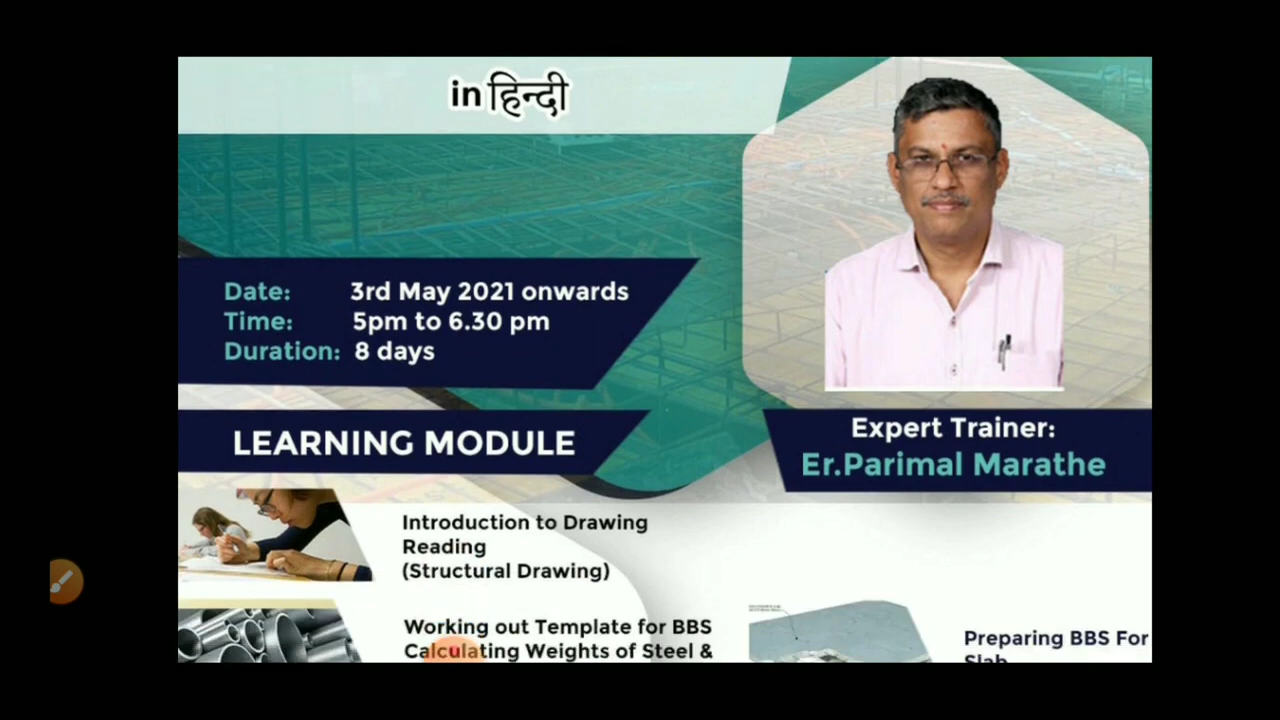 in हिन्दी
Date: 3rd May 2021 onwards
Time: 5pm to 6.30 pm
Duration: 8 days
LEARNING MODULE
Expert Trainer:
Er.Parimal Marathe
Introduction to Drawing
Reading
(Structural Drawing)
Working out Template for BBS
Calculating Weights of Steel &
Preparing BBS For
Slab